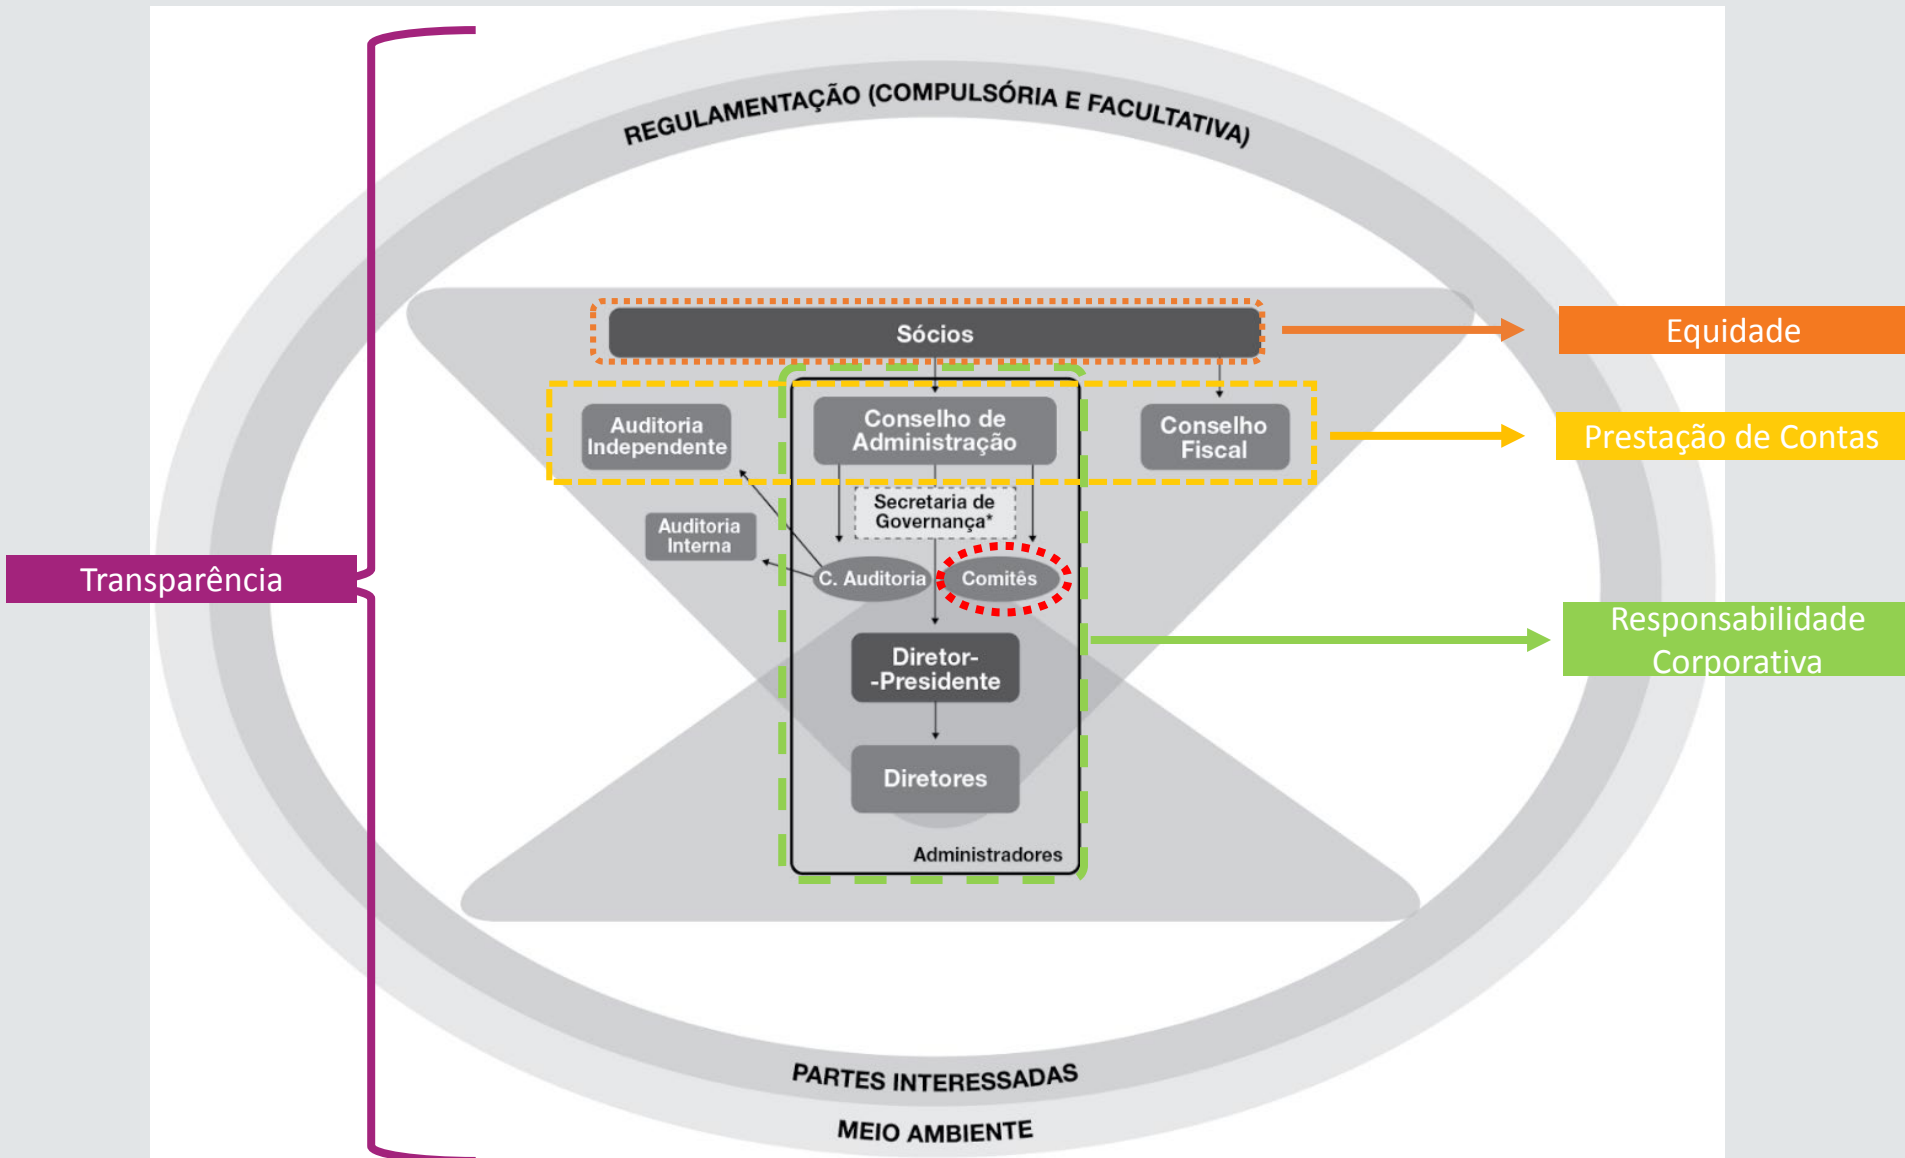 REGULAMENTAÇÃO (COMPULSÓRIA E FACULTATIVA)
Sócios
Equidade
Auditoria
Independente
Conselho de
Administração
Conselho
Fiscal
Prestação de Contas
Secretaria de
Governança*
Auditoria
Interna
Transparência
C. Auditoria
Comitês
Responsabilidade
Corporativa
Diretor-
-Presidente
Diretores
Administradores
PARTES INTERESSADAS
MEIO AMBIENTE